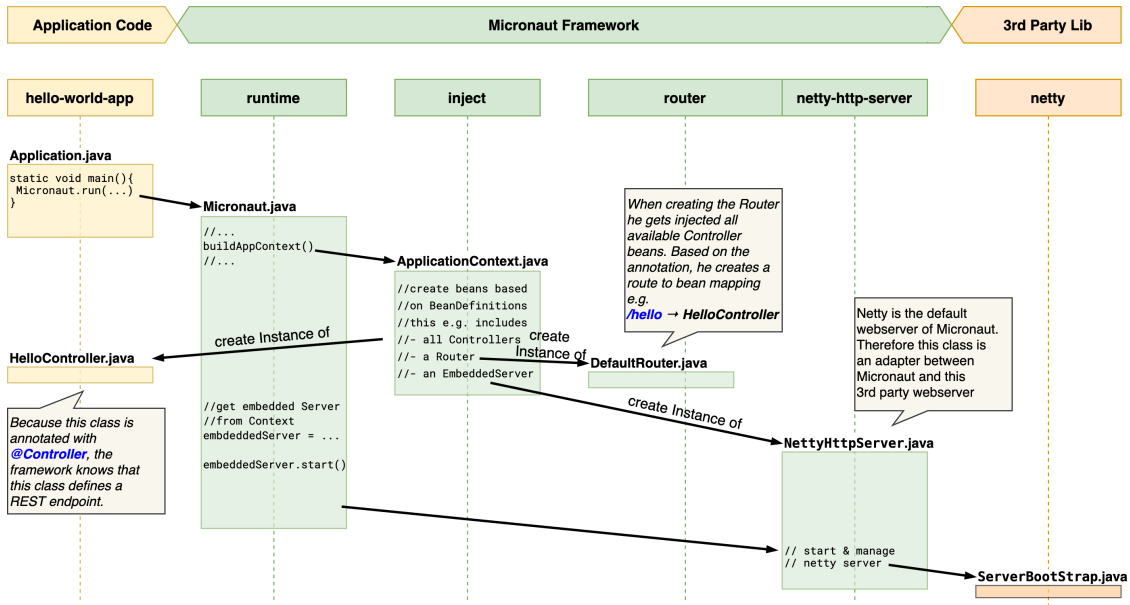 Application Code
Micronaut Framework
3rd Party Lib
hello-world-app
runtime
inject
router
netty-http-server
netty
Application.java
static void main(){
Micronaut.run(...)
}
Micronaut.java
//...
buildAppContext()
//...
ApplicationContext.java
//create beans based
//on BeanDefinitions
//this e.g. includes
//- all Controllers
//- a Router
//- an EmbeddedServer
When creating the Router
he gets injected all
available Controller
beans. Based on the
annotation, he creates a
route to bean mapping
e.g.
/hello → HelloController
Netty is the default
webserver of Micronaut.
Therefore this class is
an adapter between
Micronaut and this
3rd party webserver
create Instance of
create
Instance of
HelloController.java
DefaultRouter.java
Because this class is
annotated with
@Controller, the
framework knows that
this class defines a
REST endpoint.
//get embedded Server
//from Context
embdeddedServer = ...
embeddedServer.start()
create Instance of
NettyHttpServer.java
// start & manage
// netty server
ServerBootStrap.java